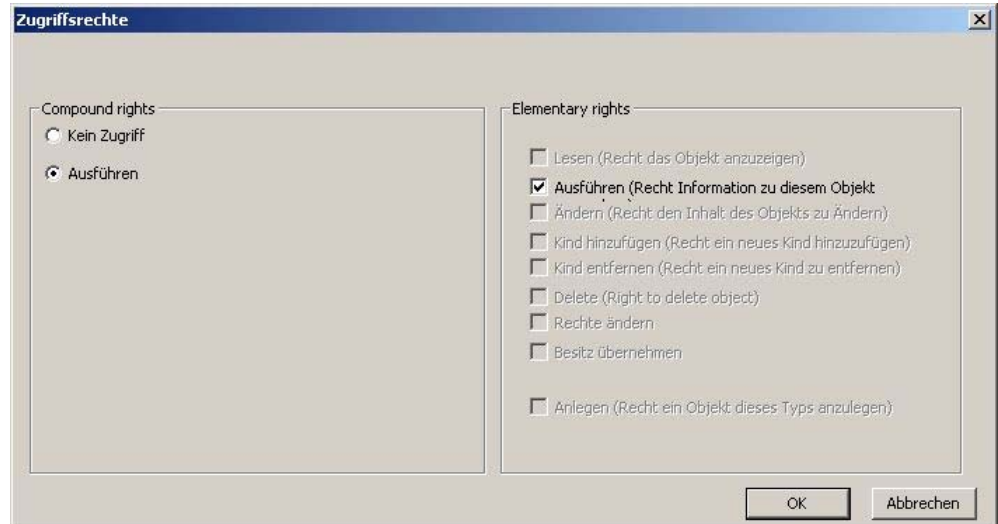 Zugriffsrechte
Compound rights
Kein Zugriff
Ausführen
Elementary rights
Lesen (Recht das Objekt anzuzeigen)
Ausführen (Recht Information zu diesem Objekt
Ändern (Recht den Inhalt des Objekts zu Ändern)
Kind hinzufügen (Recht ein neues Kind hinzuzufügen)
Kind entfernen (Recht ein neues Kind zu entfernen)
Delete (Right to delete object)
Rechte ändern
Besitz übernehmen
Anlegen (Recht ein Objekt dieses Typs anzulegen)
OK
Abbrechen